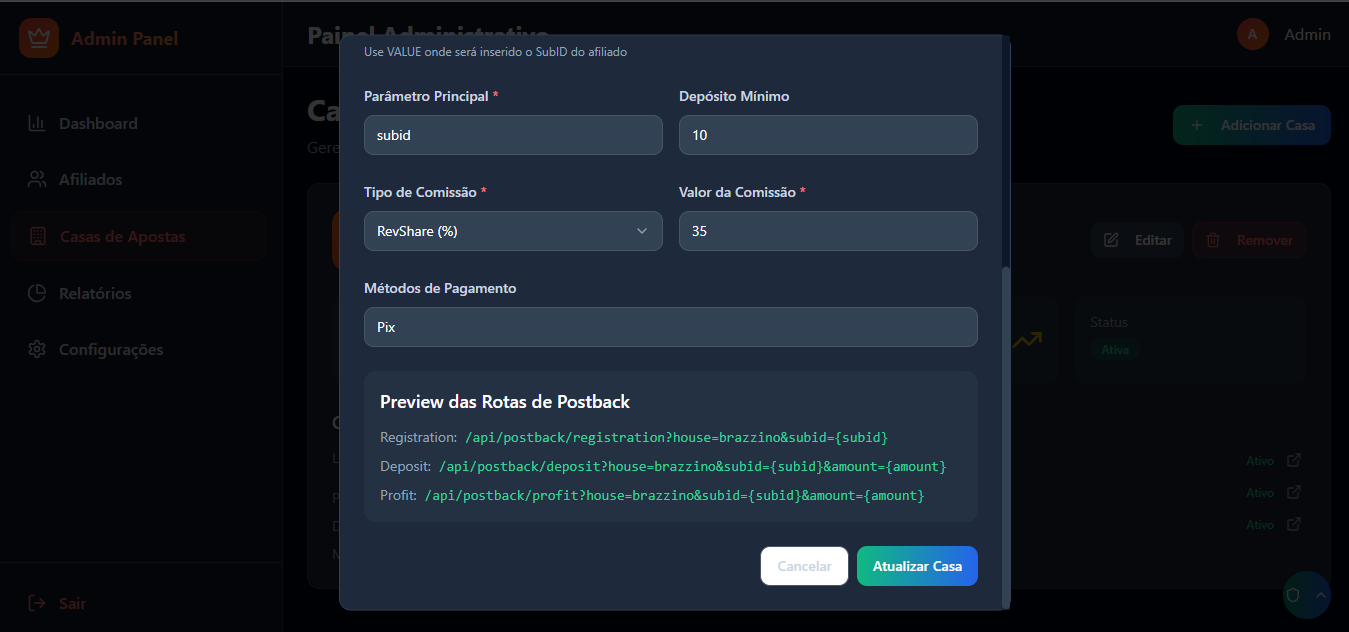 Admin Panel
Painel Administrativo
A
Admin
Use VALUE onde será inserido o SubID do afiliado
Dashboard
Afiliados
Casas de Apostas
Relatórios
Configurações
Sair
Ca
Gere
+ Adicionar Casa
Parâmetro Principal *
Depósito Mínimo
subid
10
Tipo de Comissão *
Valor da Comissão *
RevShare (%)
35
Editar
Remover
Métodos de Pagamento
Pix
Status
Ativa
Preview das Rotas de Postback
Registration: /api/postback/registration?house=brazzino&subid={subid}
Deposit: /api/postback/deposit?house=brazzino&subid={subid}&amount={amount}
Profit: /api/postback/profit?house=brazzino&subid={subid}&amount={amount}
Ativo
Ativo
Ativo
Cancelar
Atualizar Casa